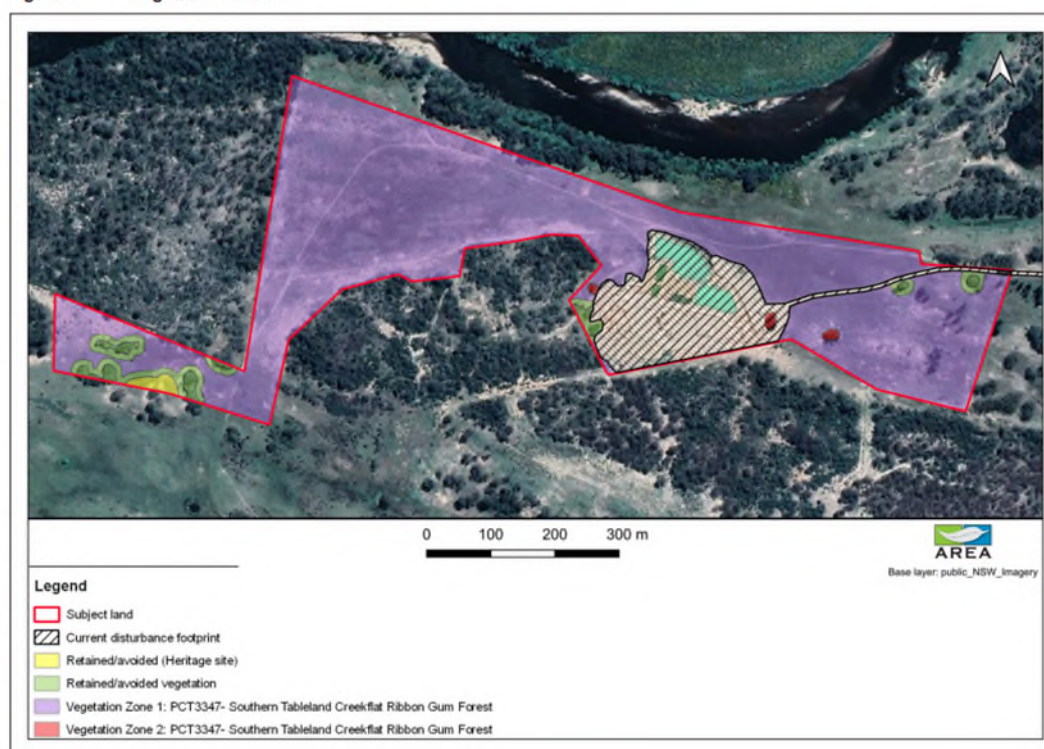 0 100 200 300 m
AREA
Base layer: public_NSW_Imagery
Legend
Subject land
Current disturbance footprint
Retained/avoided (Heritage site)
Retained/avoided vegetation
Vegetation Zone 1: PCT3347- Southern Tableland Creekflat Ribbon Gum Forest
Vegetation Zone 2: PCT3347- Southern Tableland Creekflat Ribbon Gum Forest